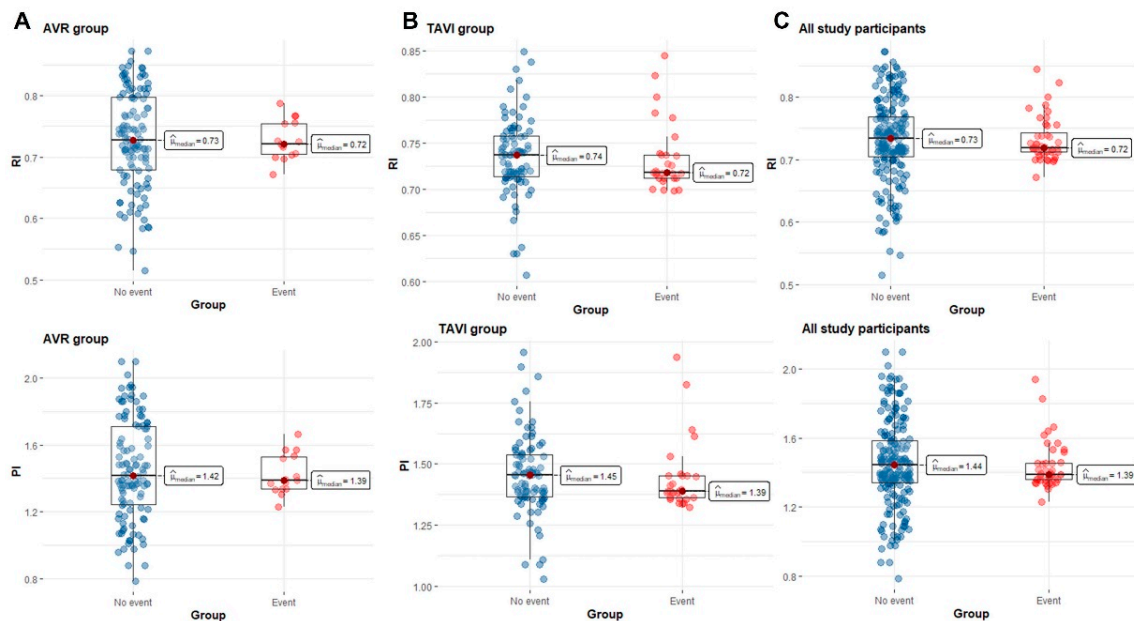 A
AVR group
RI
0.8
0.7
0.6
0.5
μ̂median = 0.73
μ̂median = 0.72
No event
Event
Group
B
TAVI group
RI
0.85
0.80
0.75
0.70
0.65
0.60
μ̂median = 0.74
μ̂median = 0.72
No event
Event
Group
C
All study participants
RI
0.8
0.7
0.6
0.5
μ̂median = 0.73
μ̂median = 0.72
No event
Event
Group
AVR group
PI
2.0
1.6
1.2
0.8
μ̂median = 1.42
μ̂median = 1.39
No event
Event
Group
TAVI group
PI
2.00
1.75
1.50
1.25
1.00
μ̂median = 1.45
μ̂median = 1.39
No event
Event
Group
All study participants
PI
2.0
1.6
1.2
0.8
μ̂median = 1.44
μ̂median = 1.39
No event
Event
Group